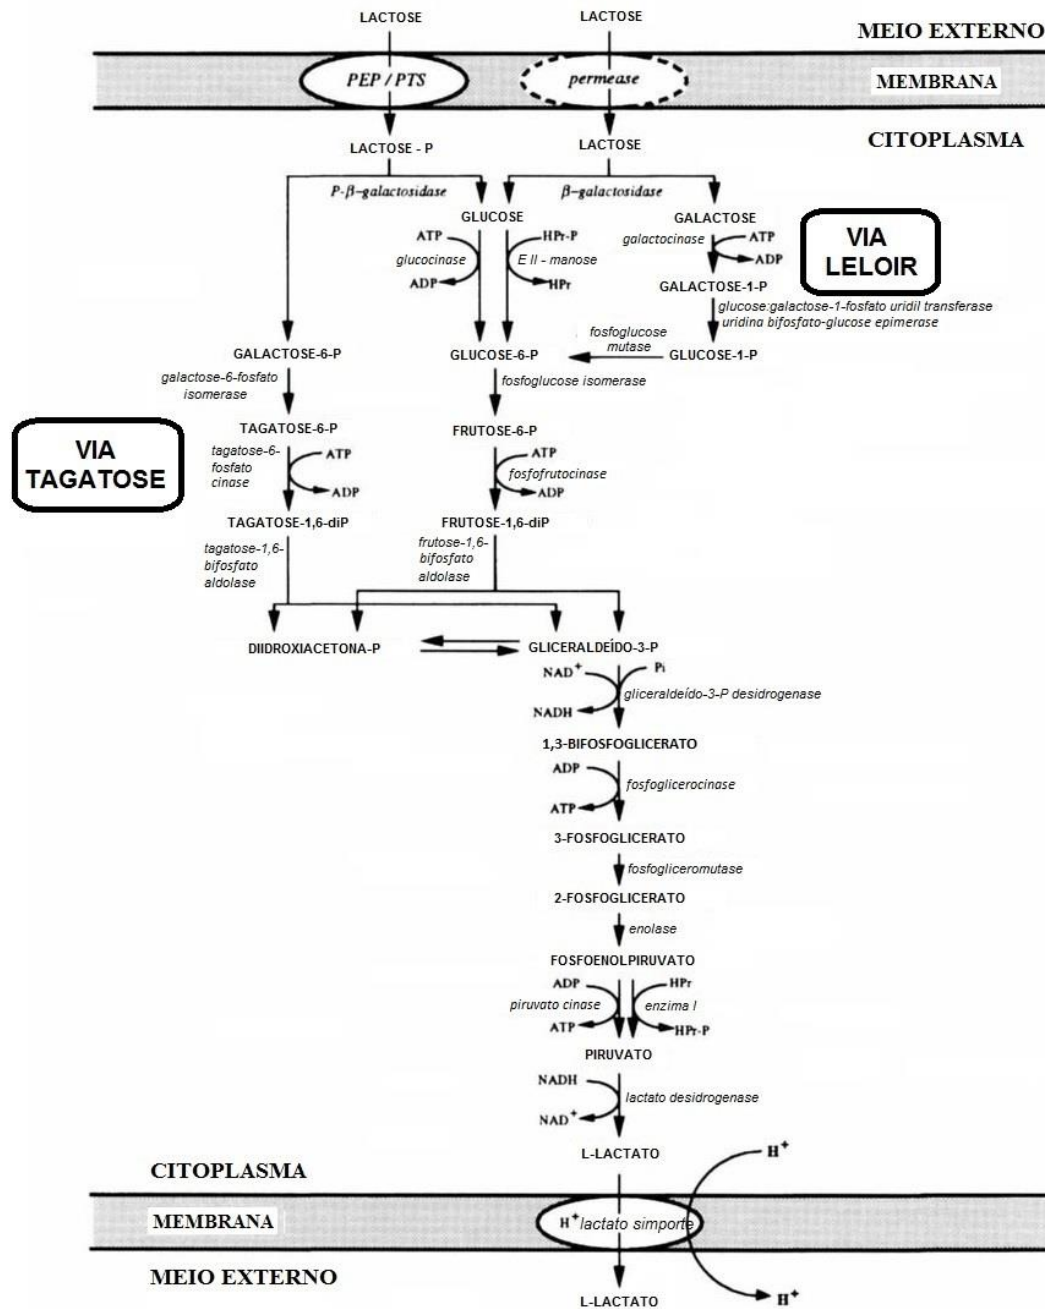 LACTOSE
LACTOSE
MEIO EXTERNO
PEP / PTS
permease
MEMBRANA
CITOPLASMA
LACTOSE - P
LACTOSE
P-β-galactosidase
β-galactosidase
GLUCOSE
GALACTOSE
ATP
glucocinase
ADP
HPr-P
E II - manose
HPr
galactocinase
ATP
ADP
VIA
LELOIR
GALACTOSE-1-P
glucose:galactose-1-fosfato uridil transferase
uridina bifosfato-glucose epimerase
GALACTOSE-6-P
GLUCOSE-6-P
fosfoglucose
mutase
GLUCOSE-1-P
galactose-6-fosfato
isomerase
fosfoglucose isomerase
VIA
TAGATOSE
TAGATOSE-6-P
FRUTOSE-6-P
tagatose-6-
fosfato
cinase
ATP
ADP
ATP
fosfofrutocinase
ADP
TAGATOSE-1,6-diP
FRUTOSE-1,6-diP
tagatose-1,6-
bifosfato
aldolase
frutose-1,6-
bifosfato
aldolase
DIIDROXIACETONA-P
GLICERALDEÍDO-3-P
NAD+
Pi
gliceraldeído-3-P desidrogenase
NADH
1,3-BIFOSFOGLICERATO
ADP
fosfoglicerocinase
ATP
3-FOSFOGLICERATO
fosfogliceromutase
2-FOSFOGLICERATO
enolase
FOSFOENOLPIRUVATO
ADP
HPr
piruvato cinase
enzima I
ATP
HPr-P
PIRUVATO
NADH
lactato desidrogenase
NAD+
L-LACTATO
H+
CITOPLASMA
MEMBRANA
H+ lactato simporte
MEIO EXTERNO
L-LACTATO
H+